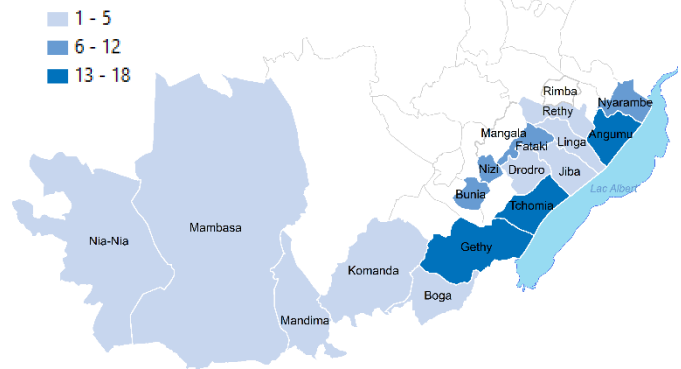 1 - 5
6 - 12
13 - 18
Rimba
Nyarambe
Rethy
Mangala
Angumu
Linga
Fataki
Nizi
Drodro
Jiba
Lac Albert
Bunia
Tchomia
Mambasa
Nia-Nia
Gethy
Komanda
Boga
Mandima